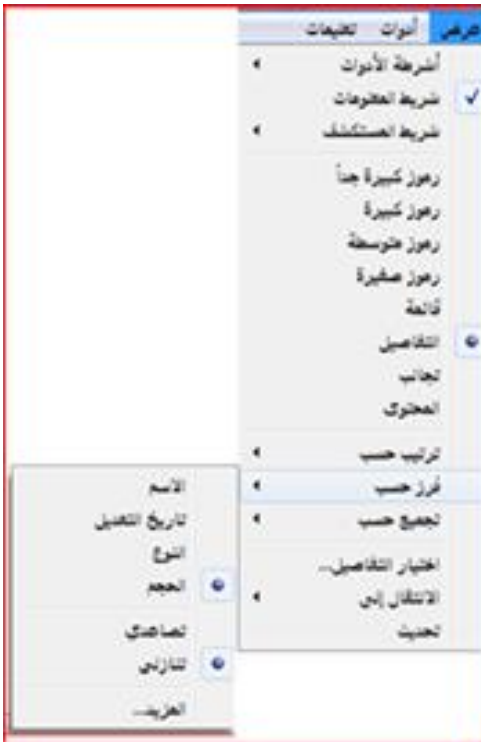 عرض أدوات تعليمات
أشرطة الأدوات
شريط المعلومات
شريط المستكشف
رموز كبيرة جداً
رموز كبيرة
رموز متوسطة
رموز صغيرة
قائمة
التفاصيل
تجانب
المحتوى
ترتيب حسب
فرز حسب
تجميع حسب
اختيار التفاصيل...
الانتقال إلى
تحديث
الاسم
تاريخ التعديل
النوع
الحجم
تصاعدي
تنازلي
المزيد...